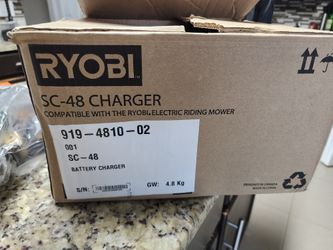 RYOBI
SC-48 CHARGER
COMPATIBLE WITH THE RYOBI ELECTRIC RIDING MOWER
919-4810-02
001
SC-48
BATTERY CHARGER
S/N:
GW: 4.8 Kg